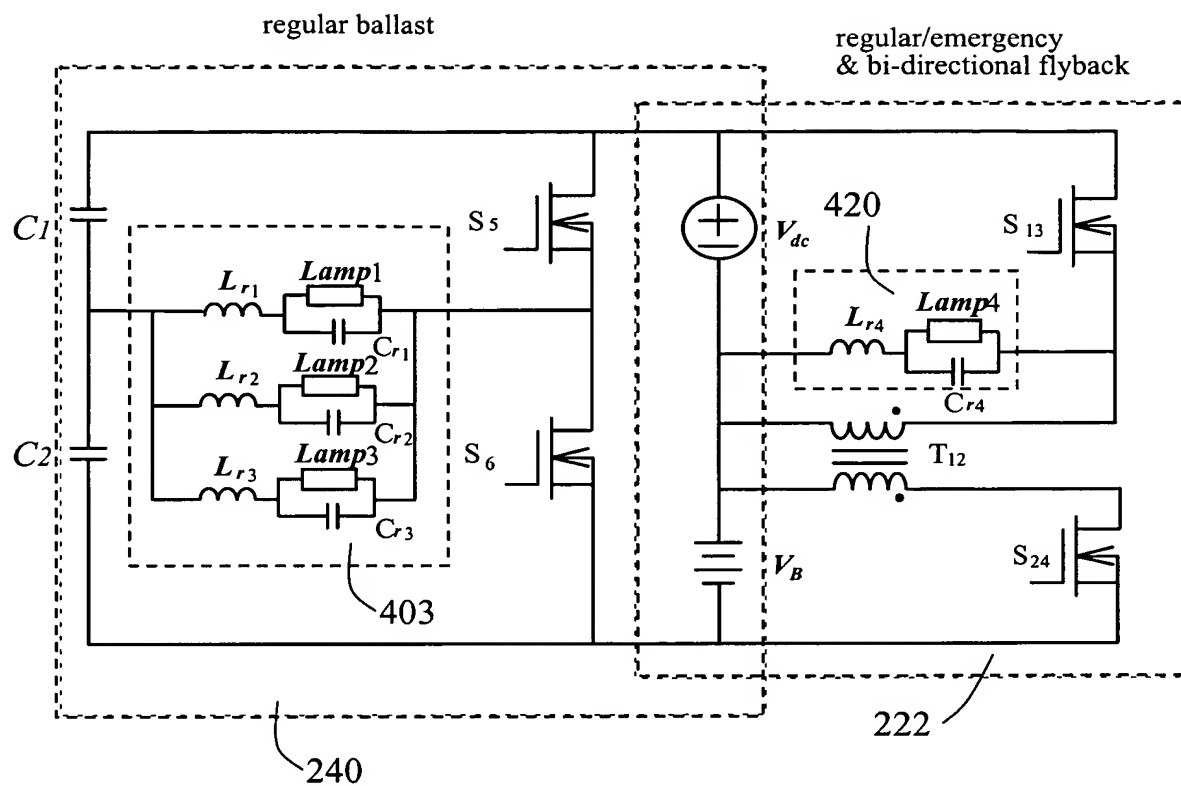 regular ballast
regular/emergency
& bi-directional flyback
C1
C2
Lr1
Lamp1
Cr1
Lr2
Lamp2
Cr2
Lr3
Lamp3
Cr3
403
S5
S6
+
Vdc
VB
420
Lr4
Lamp4
Cr4
S13
T12
S24
222
240